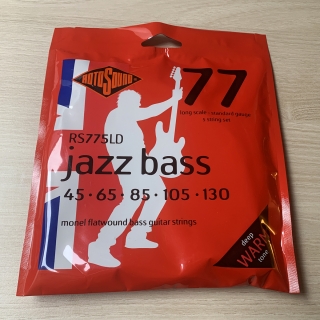 ROTOSOUND
77
long scale · standard gauge
5 string set
RS775LD
jazz bass
45 · 65 · 85 · 105 · 130
monel flatwound bass guitar strings
deep
WARM
tone